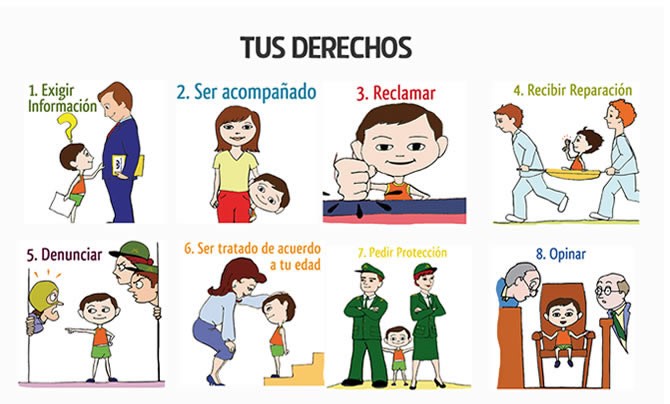 TUS DERECHOS
1. Exigir
Información
2. Ser acompañado
3. Reclamar
4. Recibir Reparación
5. Denunciar
6. Ser tratado de acuerdo
a tu edad
7. Pedir Protección
8. Opinar